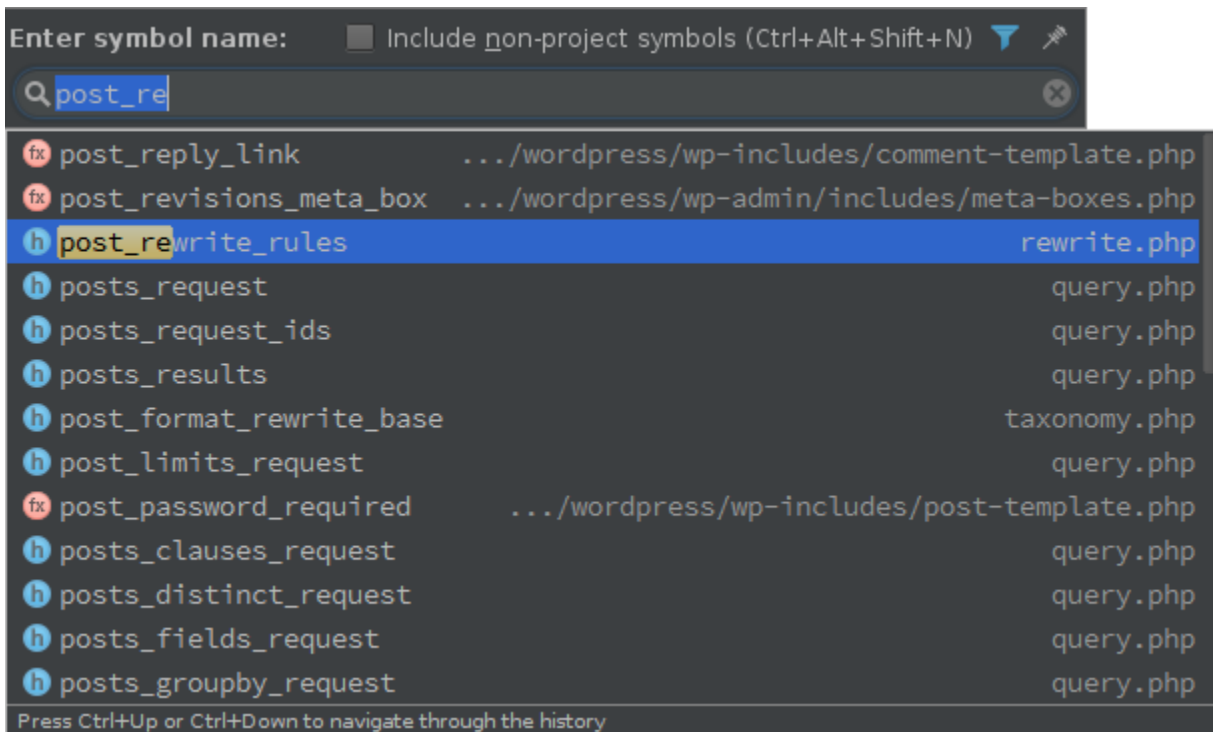 Enter symbol name: Include non-project symbols (Ctrl+Alt+Shift+N)
post_re
fx post_reply_link .../wordpress/wp-includes/comment-template.php
fx post_revisions_meta_box .../wordpress/wp-admin/includes/meta-boxes.php
h post_rewrite_rules rewrite.php
h posts_request query.php
h posts_request_ids query.php
h posts_results query.php
h post_format_rewrite_base taxonomy.php
h post_limits_request query.php
fx post_password_required .../wordpress/wp-includes/post-template.php
h posts_clauses_request query.php
h posts_distinct_request query.php
h posts_fields_request query.php
h posts_groupby_request query.php
Press Ctrl+Up or Ctrl+Down to navigate through the history